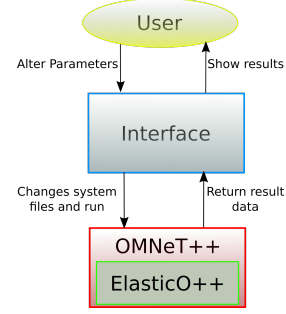 User
Alter Parameters
Show results
Interface
Changes system
files and run
Return result
data
OMNeT++
ElasticO++